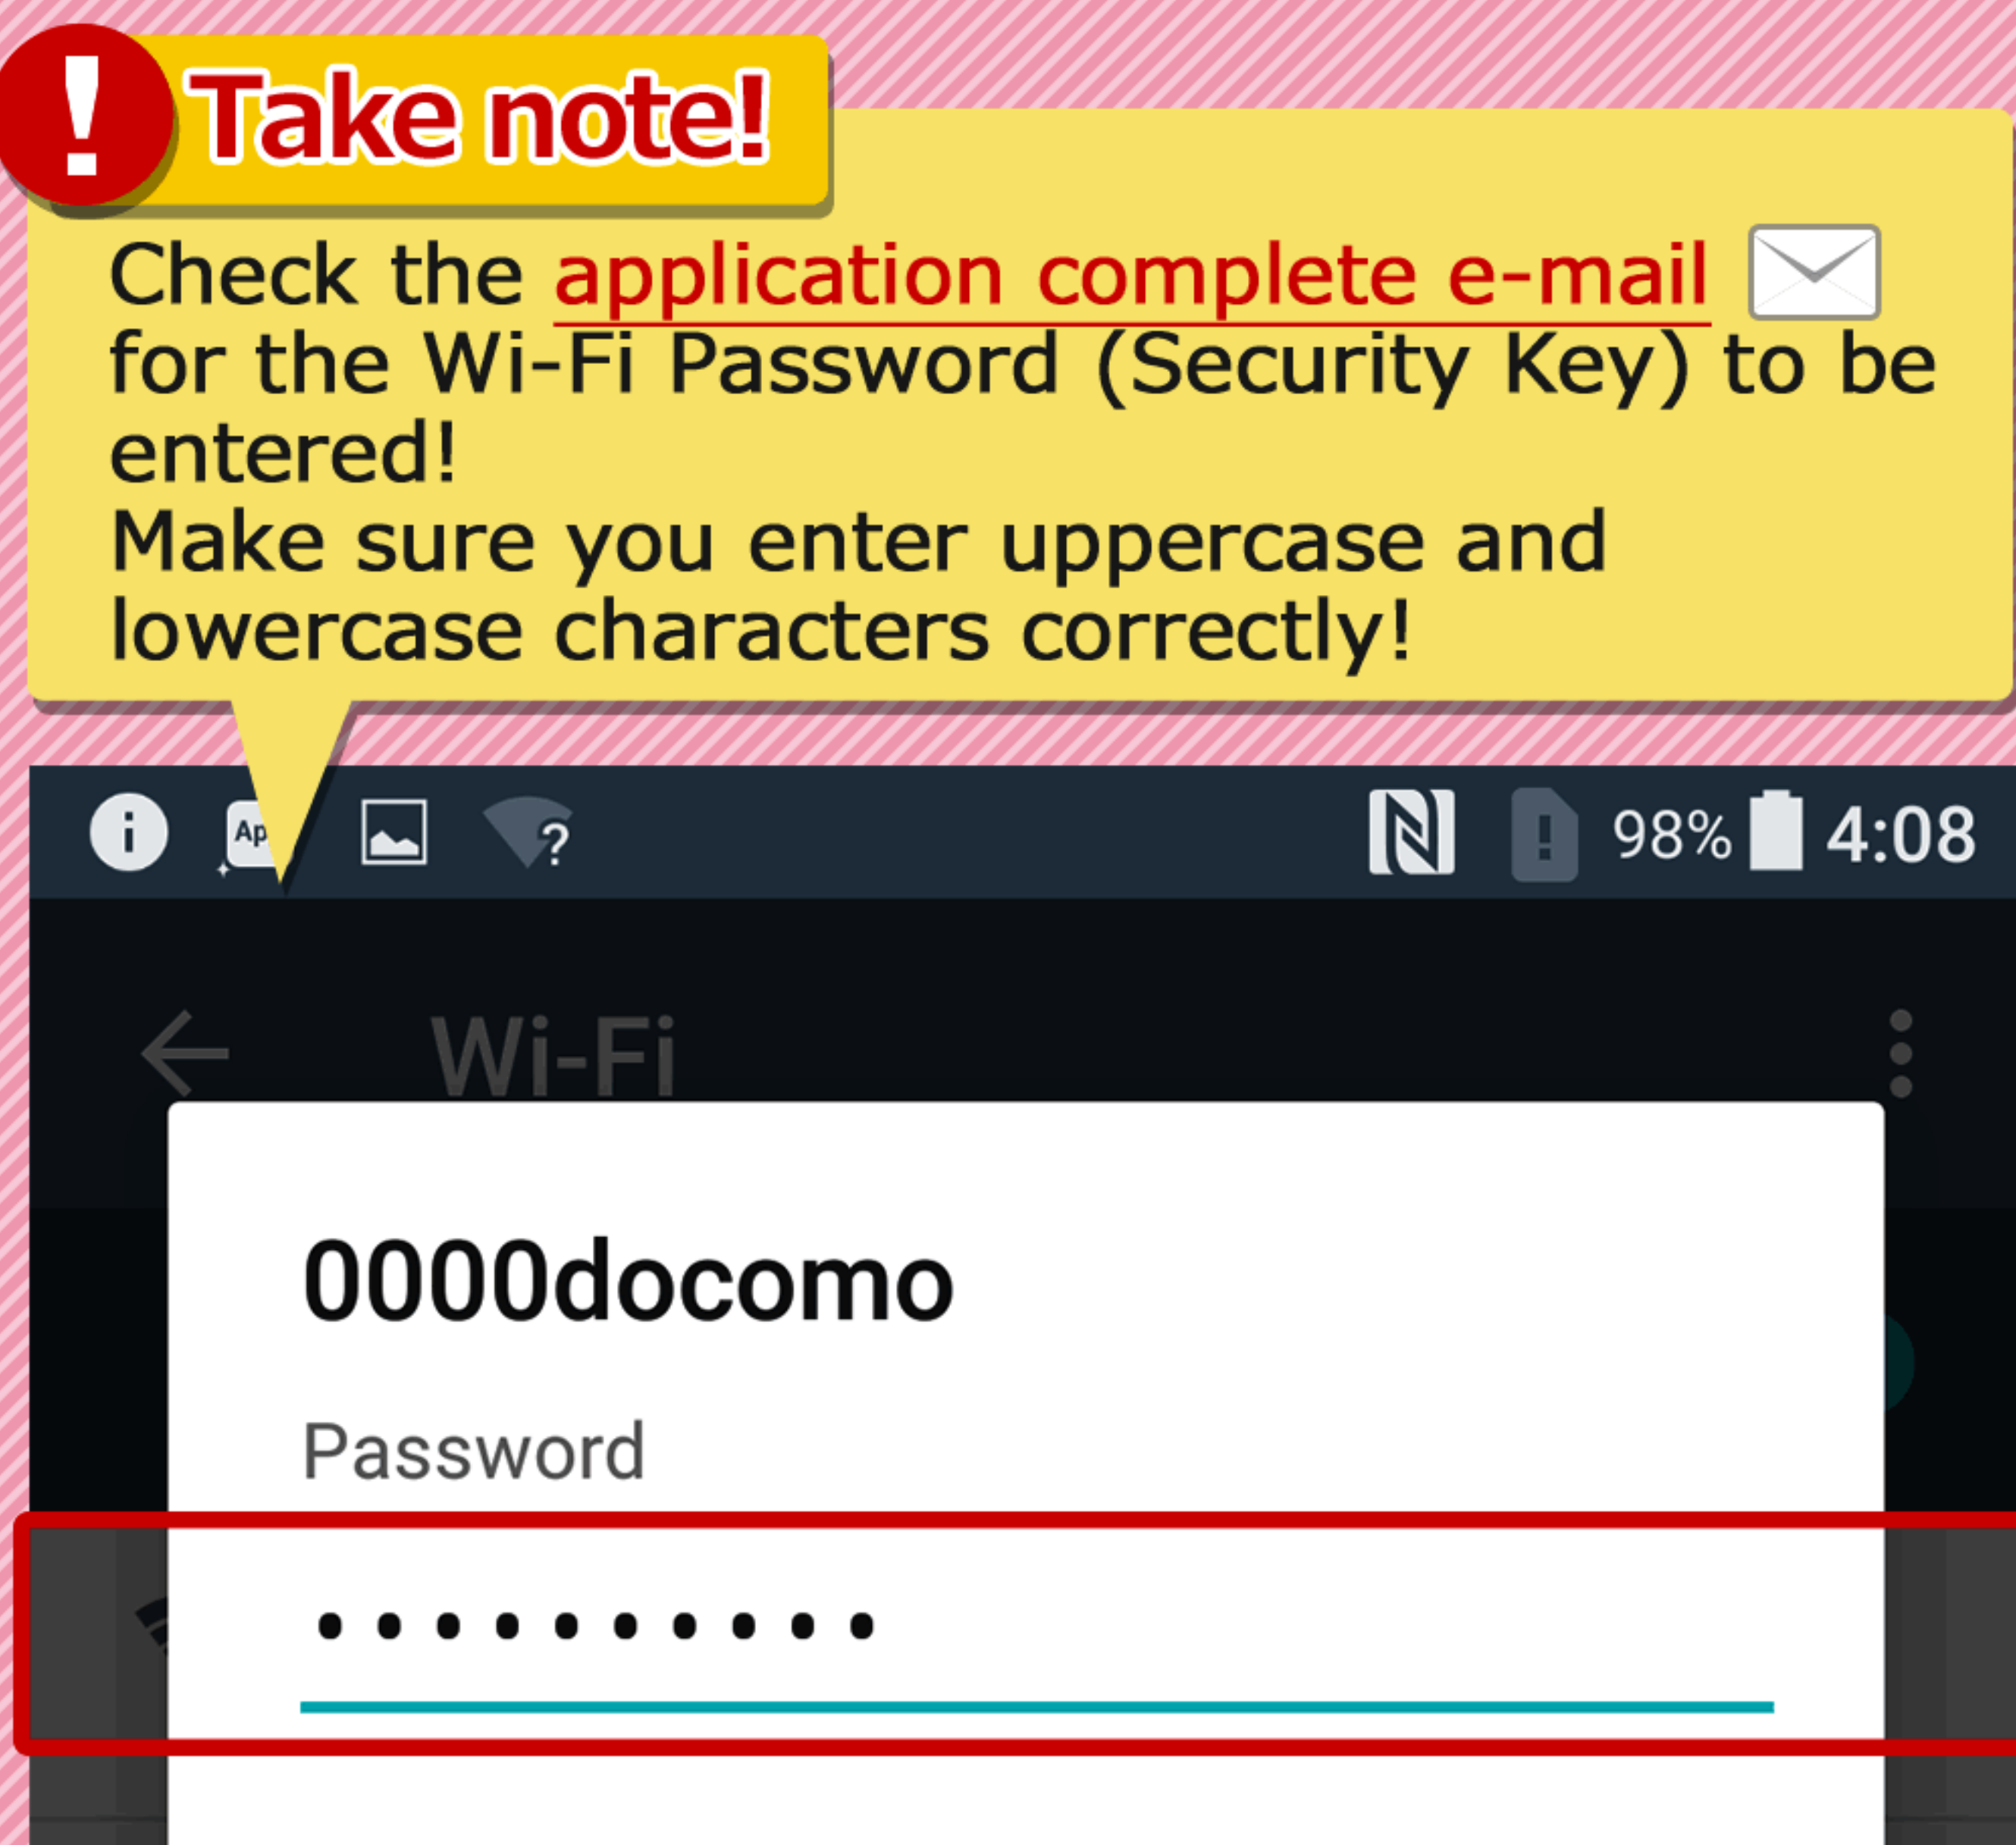 ! Take note!
Check the application complete e-mail
for the Wi-Fi Password (Security Key) to be
entered!
Make sure you enter uppercase and
lowercase characters correctly!
i Ap ? ! 98% 4:08
Wi-Fi
0000docomo
Password
••••••••••